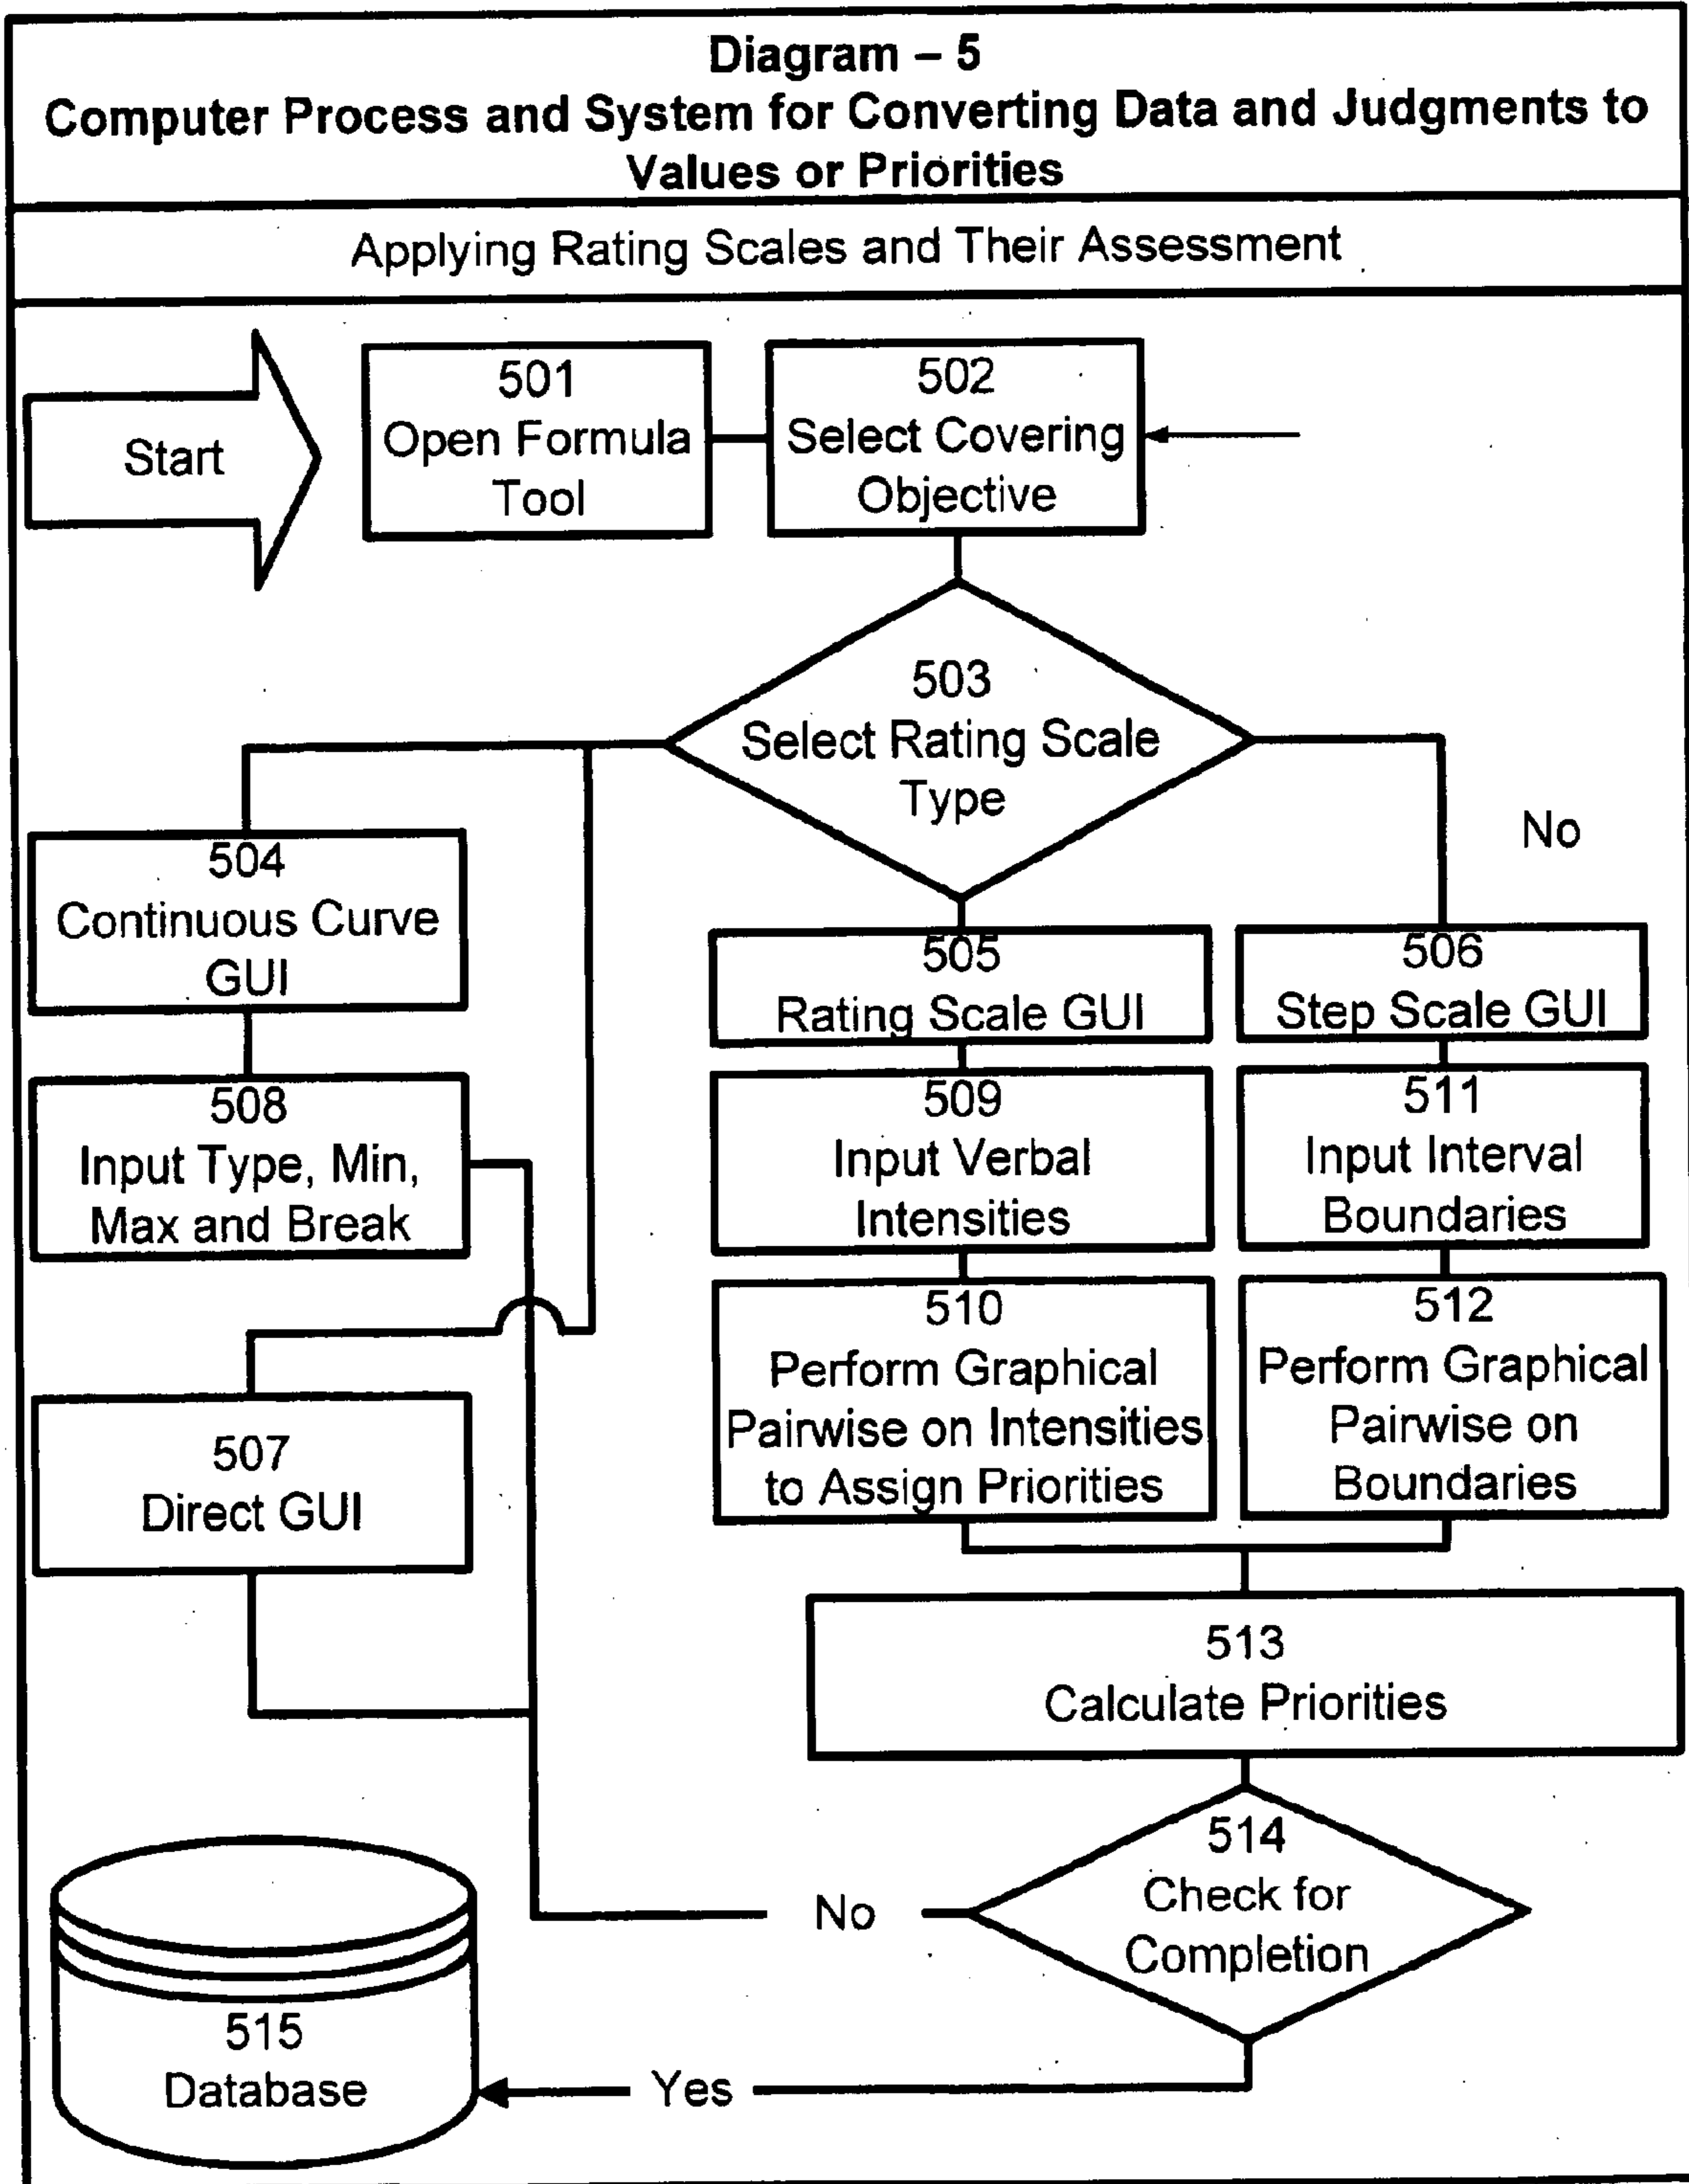 Diagram – 5
Computer Process and System for Converting Data and Judgments to
Values or Priorities
Applying Rating Scales and Their Assessment
Start
501
Open Formula
Tool
502
Select Covering
Objective
503
Select Rating Scale
Type
No
504
Continuous Curve
GUI
505
Rating Scale GUI
506
Step Scale GUI
508
Input Type, Min,
Max and Break
509
Input Verbal
Intensities
511
Input Interval
Boundaries
507
Direct GUI
510
Perform Graphical
Pairwise on Intensities
to Assign Priorities
512
Perform Graphical
Pairwise on
Boundaries
513
Calculate Priorities
514
Check for
Completion
No
515
Database
Yes